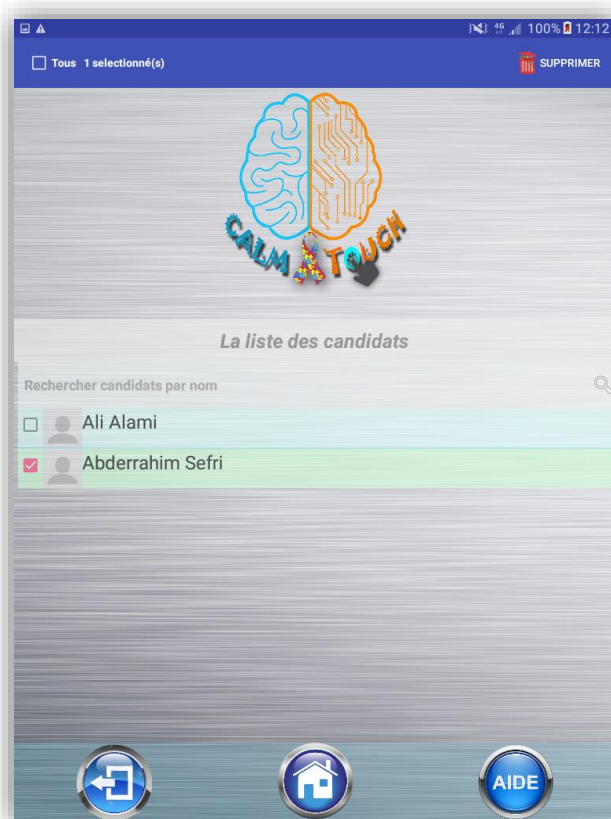 4G 100% 12:12
Tous 1 selectionné(s) SUPPRIMER
CALM A TOUCH
La liste des candidats
Rechercher candidats par nom
Ali Alami
Abderrahim Sefri
AIDE